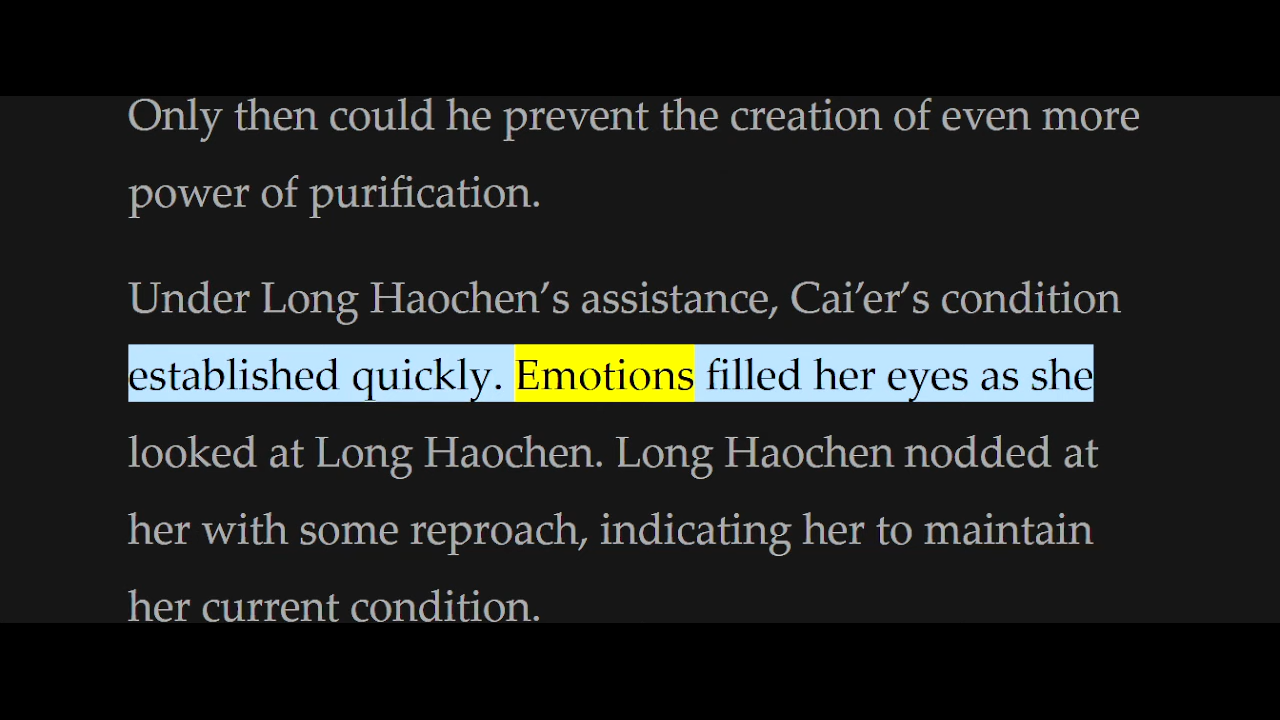 Only then could he prevent the creation of even more
power of purification.
Under Long Haochen’s assistance, Cai’er’s condition
established quickly. Emotions filled her eyes as she
looked at Long Haochen. Long Haochen nodded at
her with some reproach, indicating her to maintain
her current condition.